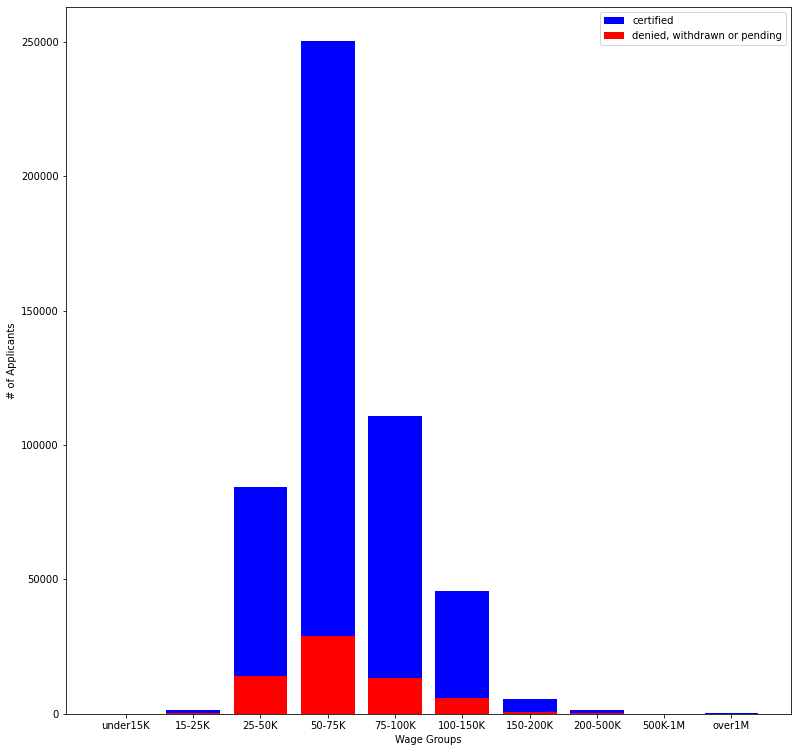 certified
denied, withdrawn or pending
# of Applicants
250000
200000
150000
100000
50000
0
under15K 15-25K 25-50K 50-75K 75-100K 100-150K 150-200K 200-500K 500K-1M over1M
Wage Groups